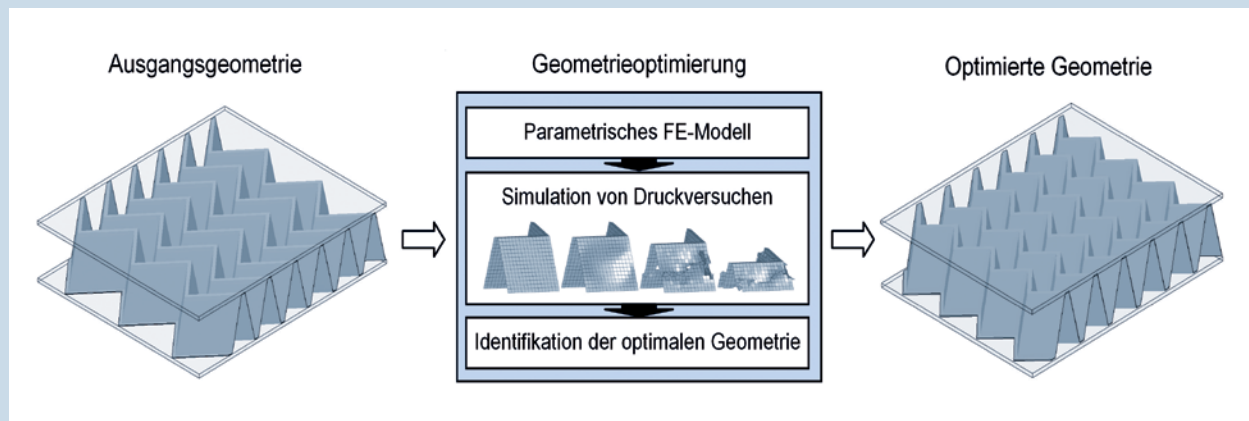 Ausgangsgeometrie
Geometrieoptimierung
Optimierte Geometrie
Parametrisches FE-Modell
Simulation von Druckversuchen
Identifikation der optimalen Geometrie